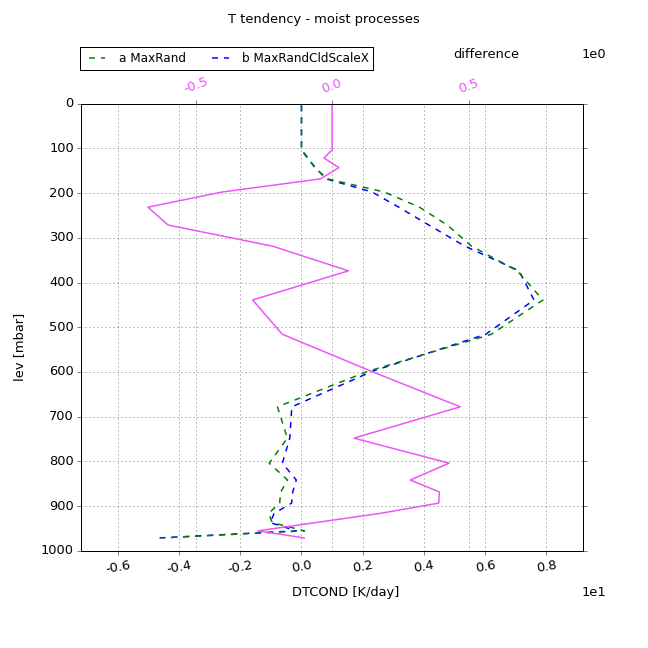 T tendency - moist processes
a MaxRand b MaxRandCldScaleX difference 1e0
-0.5 0.0 0.5
0
100
200
300
400
500
600
700
800
900
1000
lev [mbar]
-0.6 -0.4 -0.2 0.0 0.2 0.4 0.6 0.8
DTCOND [K/day] 1e1